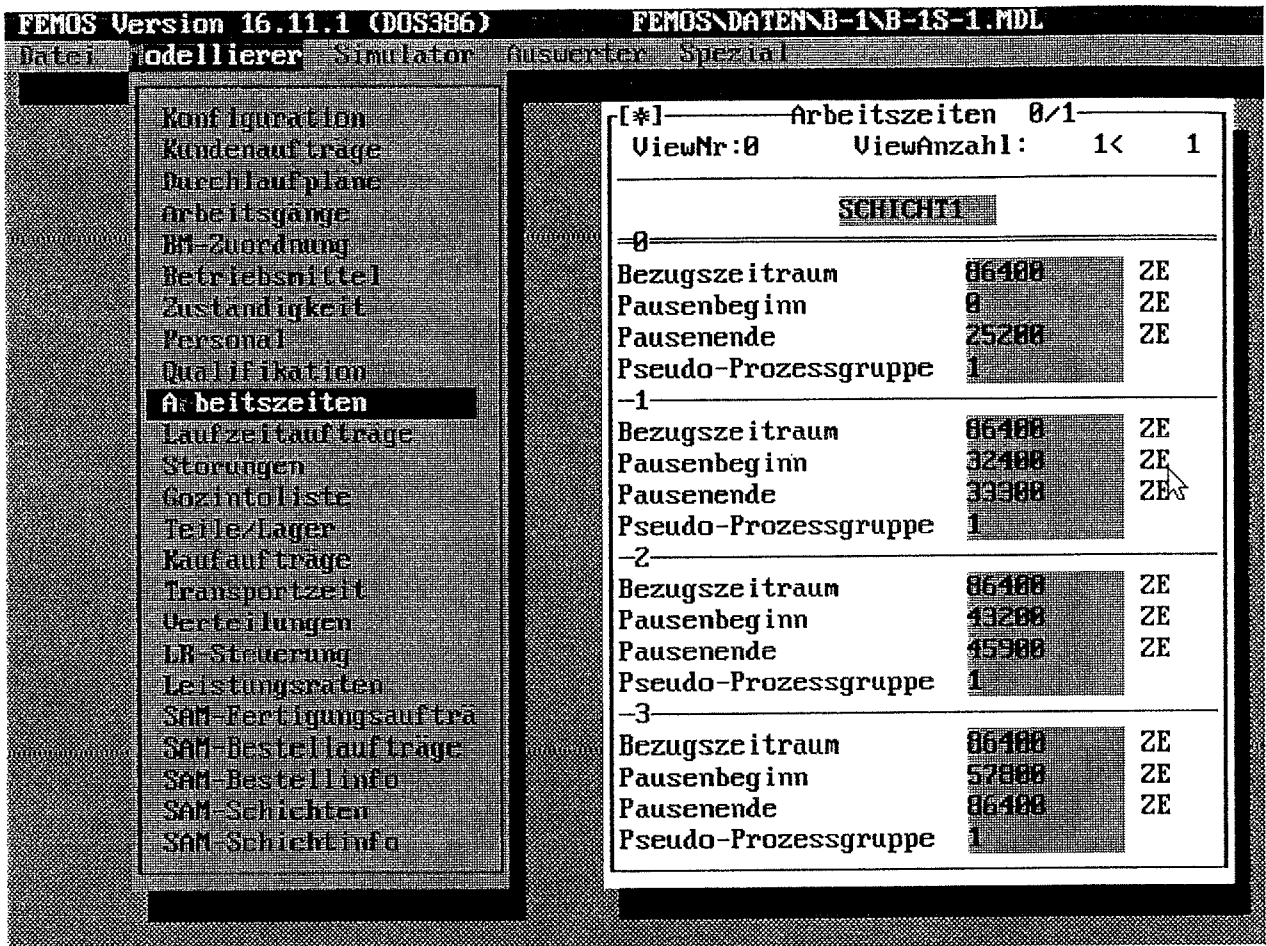 FEMOS Version 16.11.1 (DOS386) FEMOS\DATEN\B-1\B-1S-1.MDL
Datei Modellierer Simulator Auswerter Spezial
Konfiguration
Kundenaufträge
Durchlaufpläne
Arbeitsgänge
BM-Zuordnung
Betriebsmittel
Zuständigkeit
Personal
Qualifikation
Arbeitszeiten
Laufzeitaufträge
Störungen
Gozintoliste
Teile/Lager
Kaufaufträge
Transportzeit
Verteilungen
LR-Steuerung
Leistungsraten
SAM-Fertigungsaufträ
SAM-Bestellaufträge
SAM-Bestellinfo
SAM-Schichten
SAM-Schichtinfo
[*] Arbeitszeiten 0/1
ViewNr:0 ViewAnzahl: 1< 1
SCHICHT1
0
Bezugszeitraum 86400 ZE
Pausenbeginn 0 ZE
Pausenende 25200 ZE
Pseudo-Prozessgruppe 1
1
Bezugszeitraum 86400 ZE
Pausenbeginn 32400 ZE
Pausenende 33300 ZE
Pseudo-Prozessgruppe 1
2
Bezugszeitraum 86400 ZE
Pausenbeginn 43200 ZE
Pausenende 45900 ZE
Pseudo-Prozessgruppe 1
3
Bezugszeitraum 86400 ZE
Pausenbeginn ZE
Pausenende 86400 ZE
Pseudo-Prozessgruppe 1